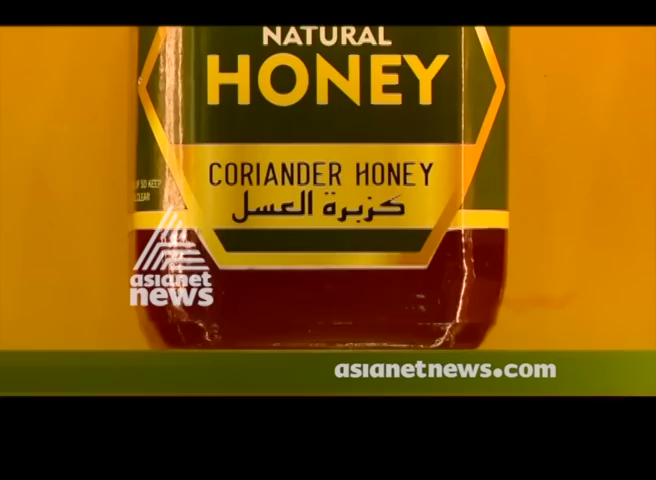 NATURAL
HONEY
CORIANDER HONEY
كزبرة العسل
asianet
news
asianetnews.com